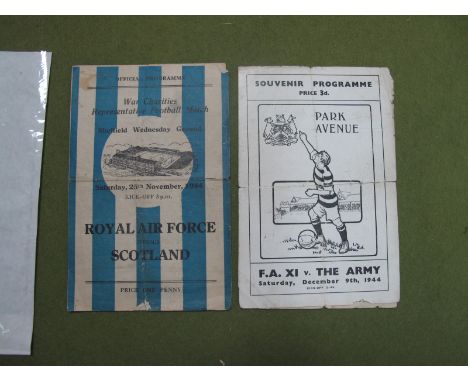 OFFICIAL PROGRAMME
War Charities
Representative Football Match
Sheffield Wednesday Ground
Saturday, 25th November, 1944
KICK-OFF
ROYAL AIR FORCE
SCOTLAND
PRICE ONE PENNY
SOUVENIR PROGRAMME
PRICE 3d.
PARK
AVENUE
F.A. XI v. THE ARMY
Saturday, December 9th, 1944